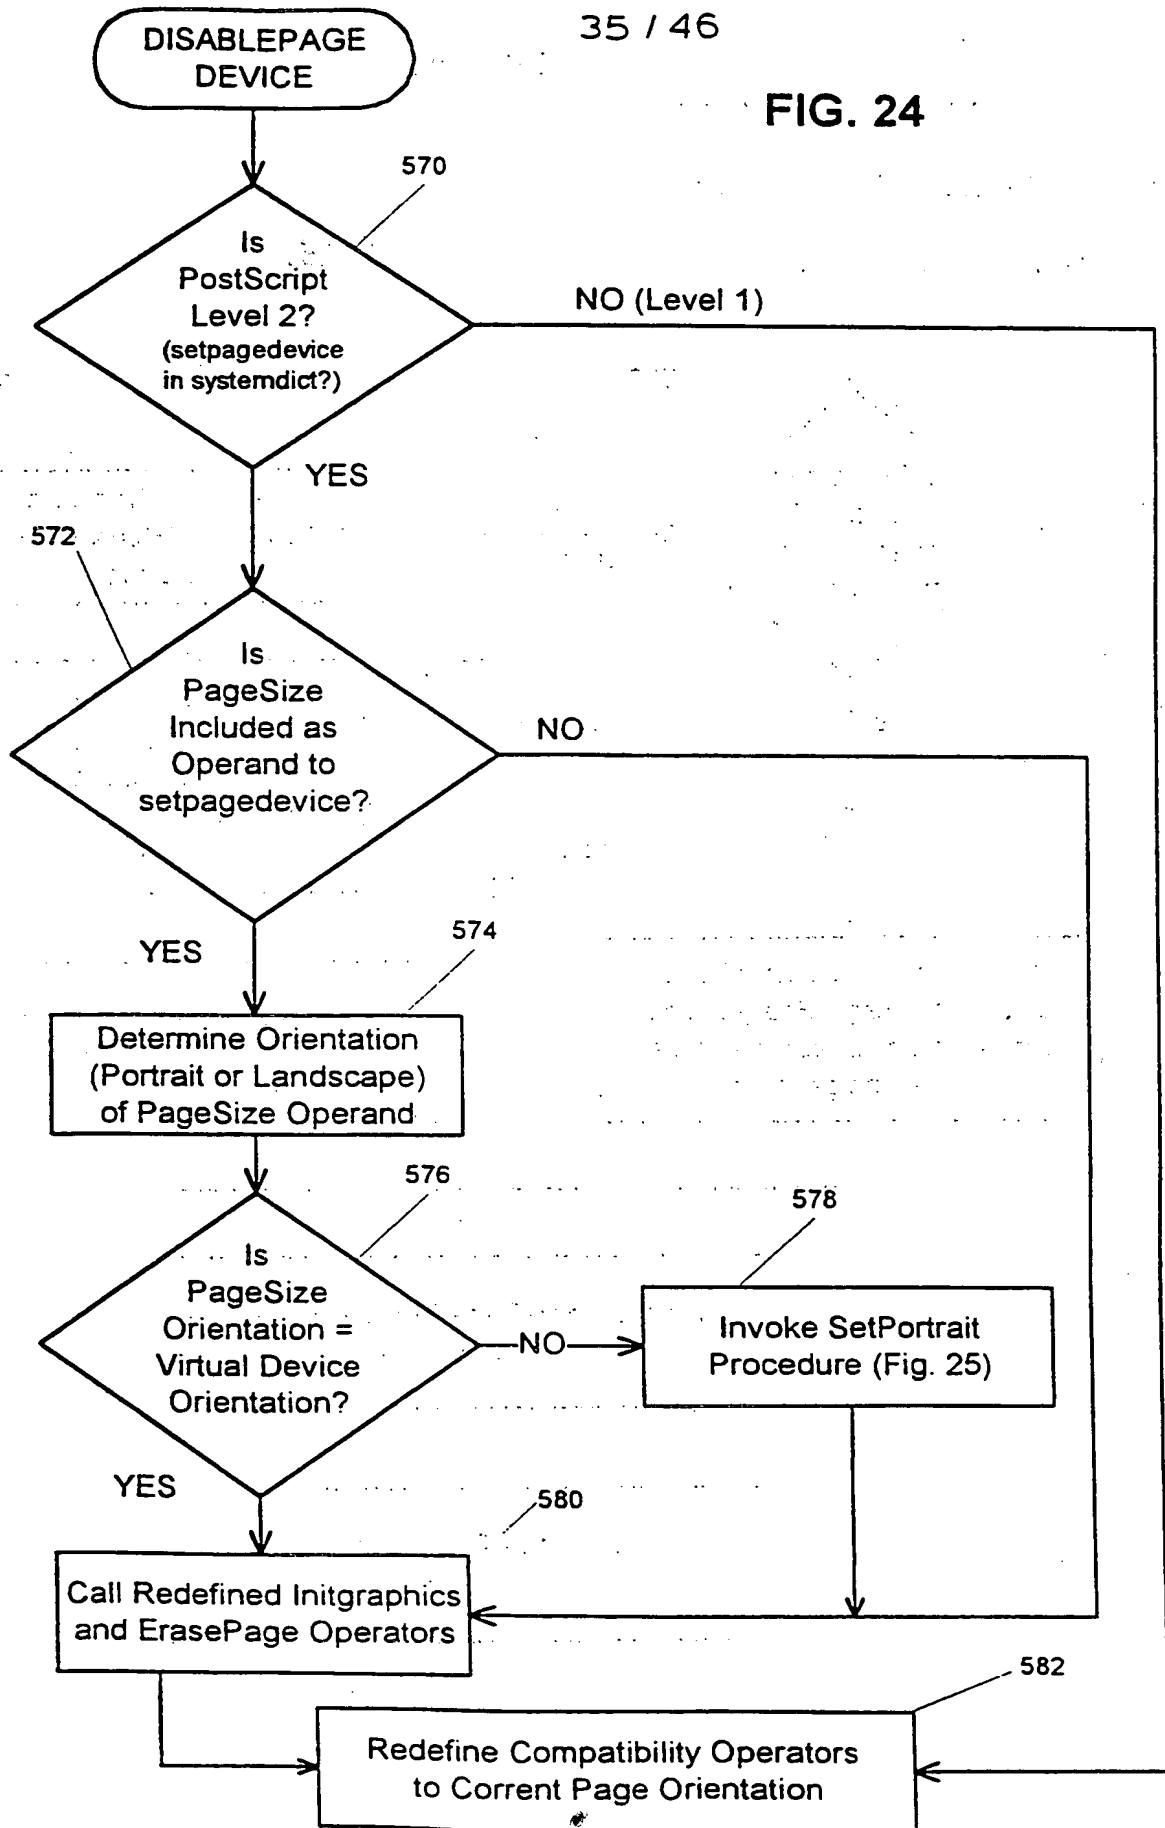 35 / 46
FIG. 24
DISABLEPAGE
DEVICE
570
Is
PostScript
Level 2?
(setpagedevice
in systemdict?)
NO (Level 1)
YES
572
Is
PageSize
Included as
Operand to
setpagedevice?
NO
YES
574
Determine Orientation
(Portrait or Landscape)
of PageSize Operand
576
Is
PageSize
Orientation =
Virtual Device
Orientation?
NO
578
Invoke SetPortrait
Procedure (Fig. 25)
YES
580
Call Redefined Initgraphics
and ErasePage Operators
582
Redefine Compatibility Operators
to Corrent Page Orientation